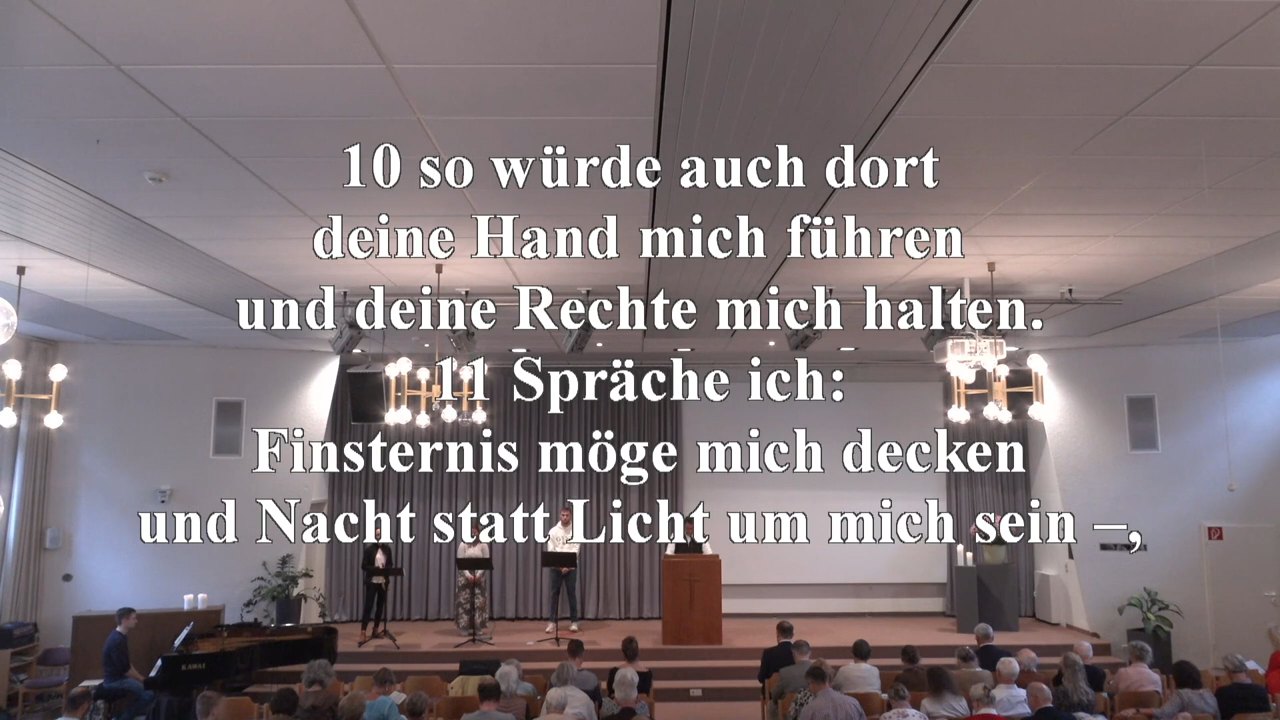 10 so würde auch dort
deine Hand mich führen
und deine Rechte mich halten.
11 Spräche ich:
Finsternis möge mich decken
und Nacht statt Licht um mich sein –,
KAWAI